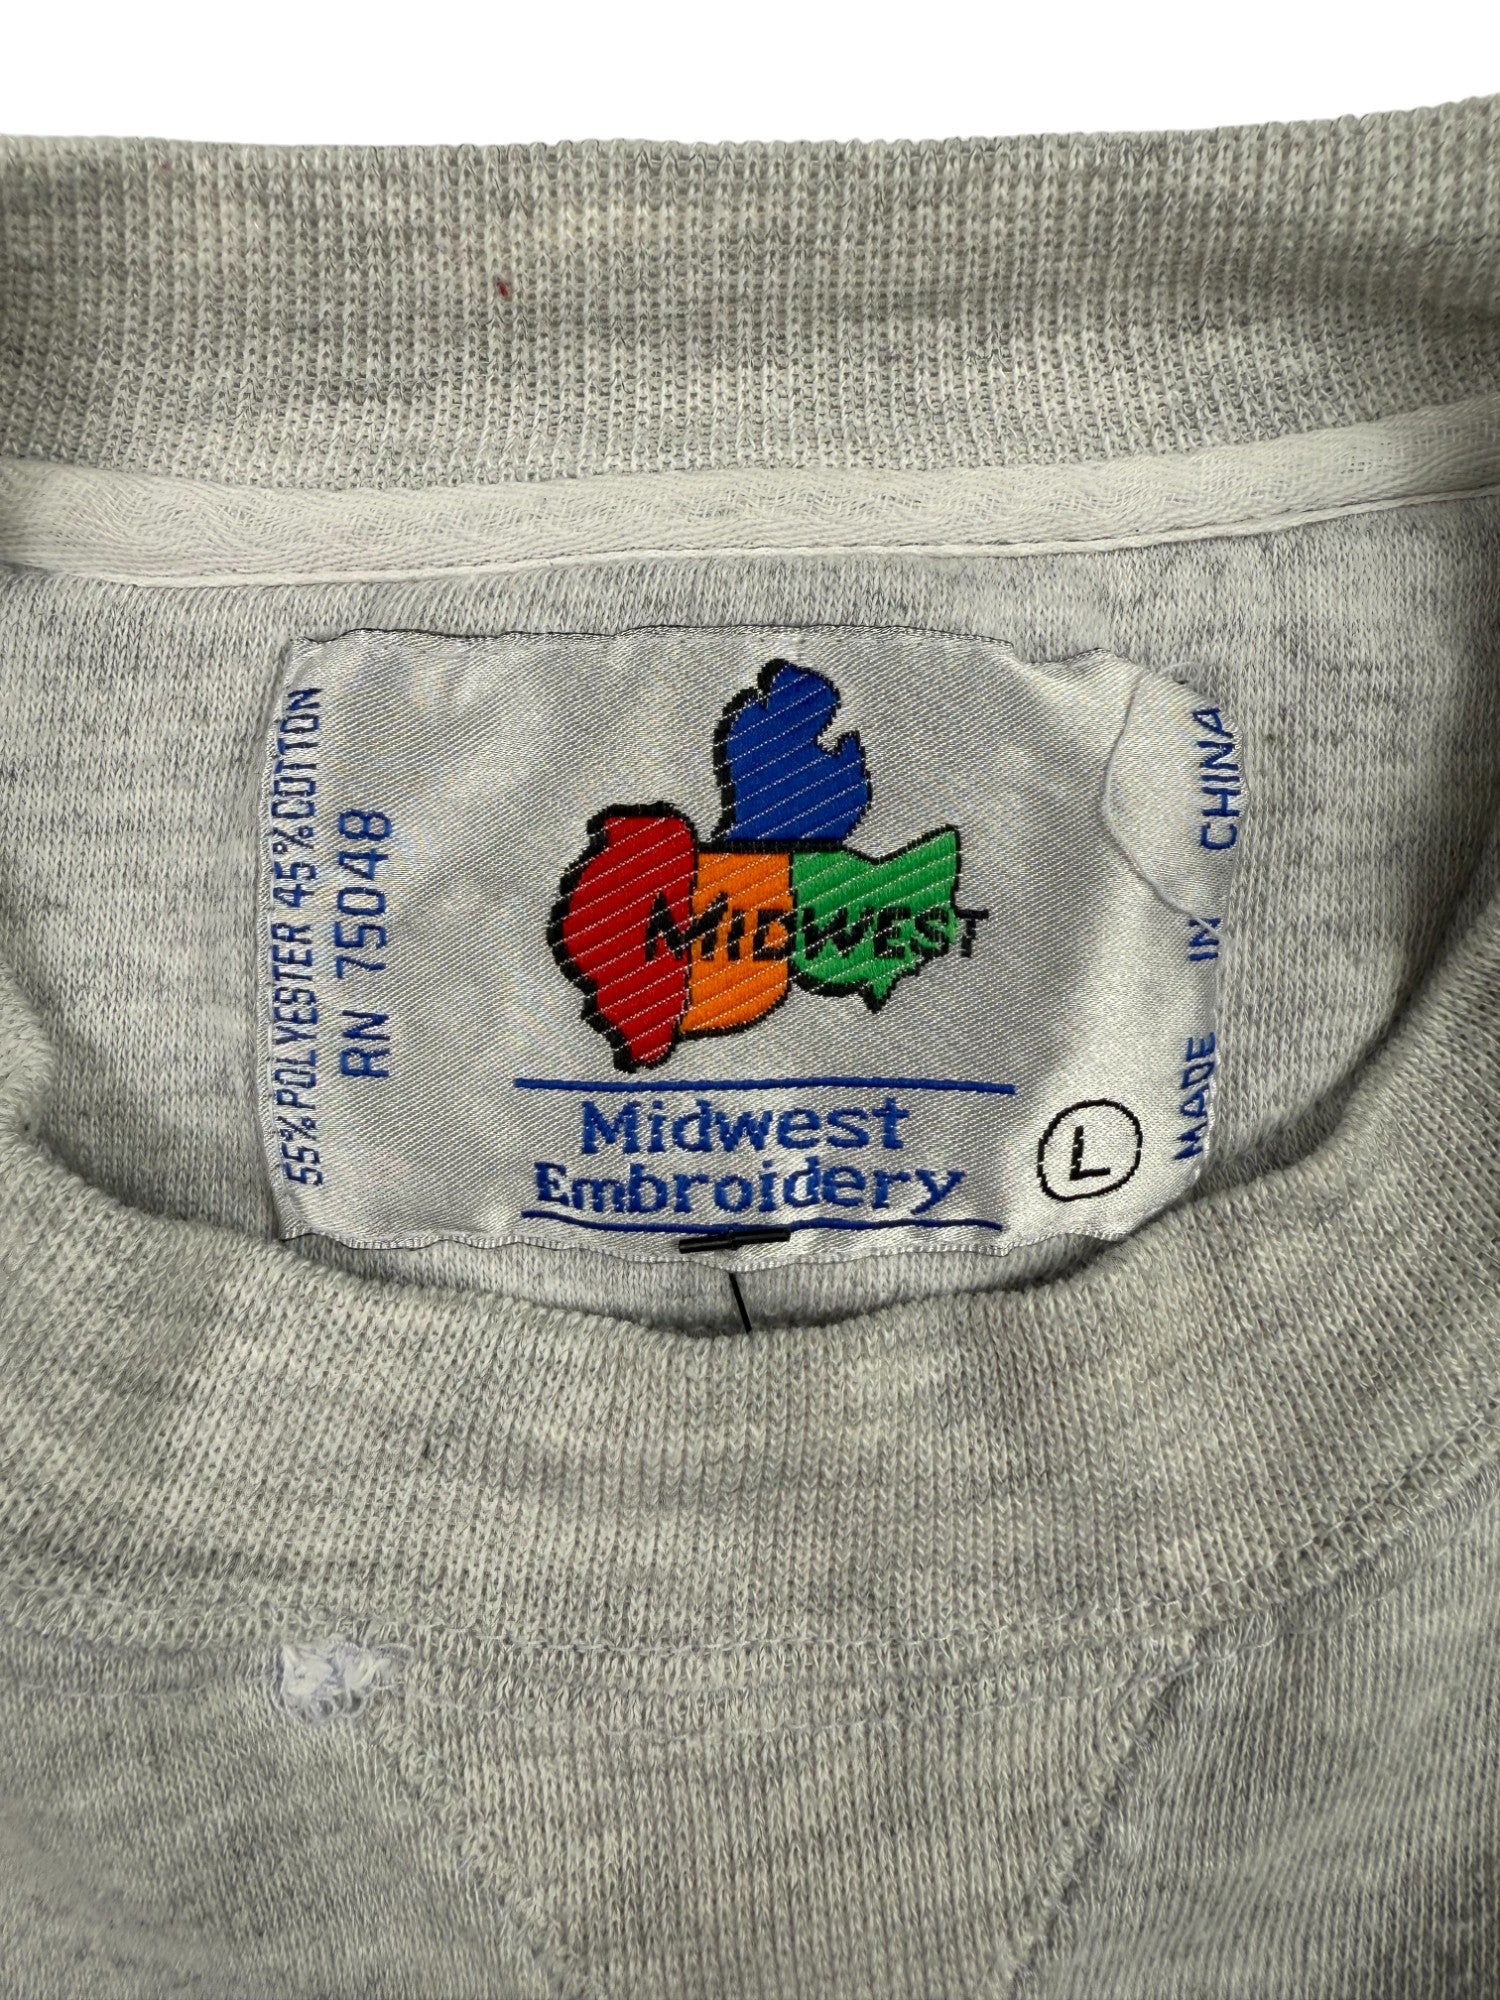 55% POLYESTER 45% COTTON
RN 75048
MIDWEST
Midwest
Embroidery
L
MADE IN CHINA